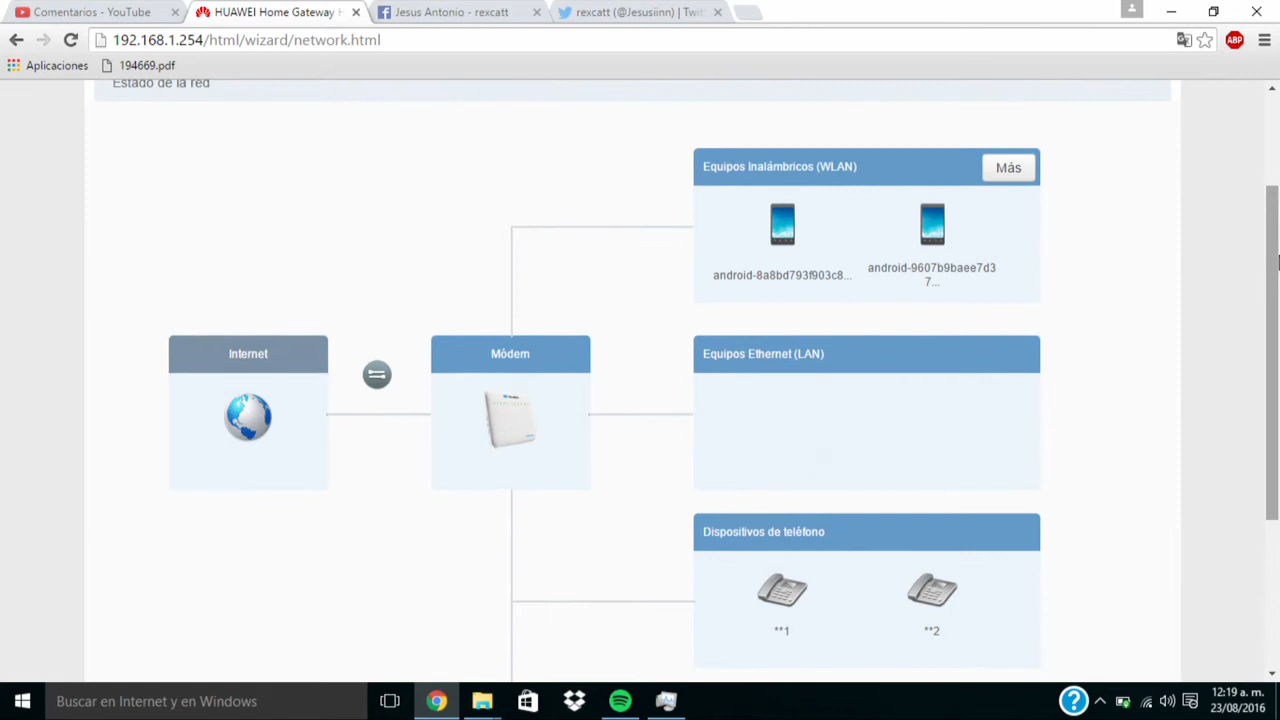 Comentarios - YouTube
HUAWEI Home Gateway H
Jesus Antonio - rexcatt
rexcatt (@Jesusiinn) | Twit
192.168.1.254/html/wizard/network.html
ABP
Aplicaciones
194669.pdf
Estado de la red
Equipos Inalámbricos (WLAN)
Más
android-8a8bd793f903c8...
android-9607b9baee7d3
7...
Internet
Módem
Equipos Ethernet (LAN)
Dispositivos de teléfono
**1
**2
Buscar en Internet y en Windows
12:19 a. m.
23/08/2016